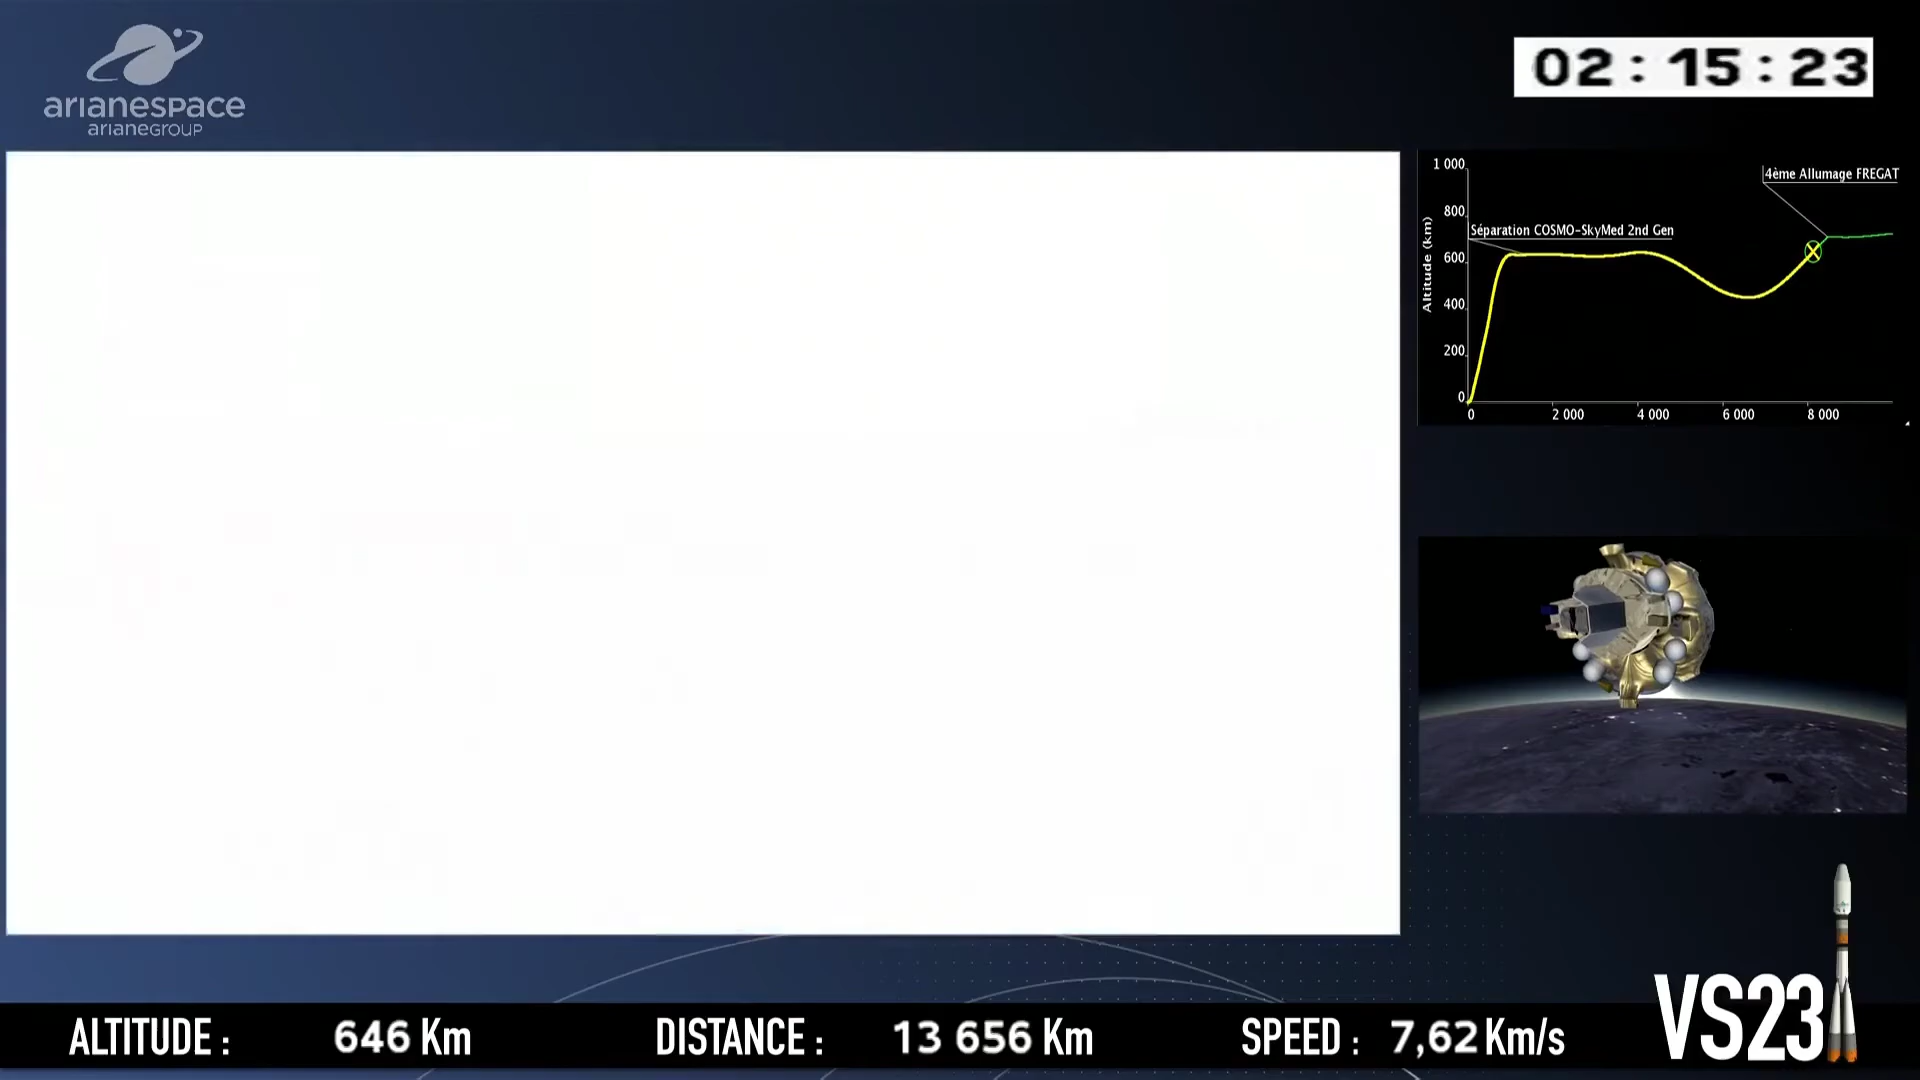 arianespace
arianeGROUP
02:15:23
4ème Allumage FREGAT
Séparation COSMO-SkyMed 2nd Gen
Altitude (km)
1 000
800
600
400
200
0
0 2 000 4 000 6 000 8 000
VS23
ALTITUDE : 646 Km DISTANCE : 13 656 Km SPEED : 7,62 Km/s